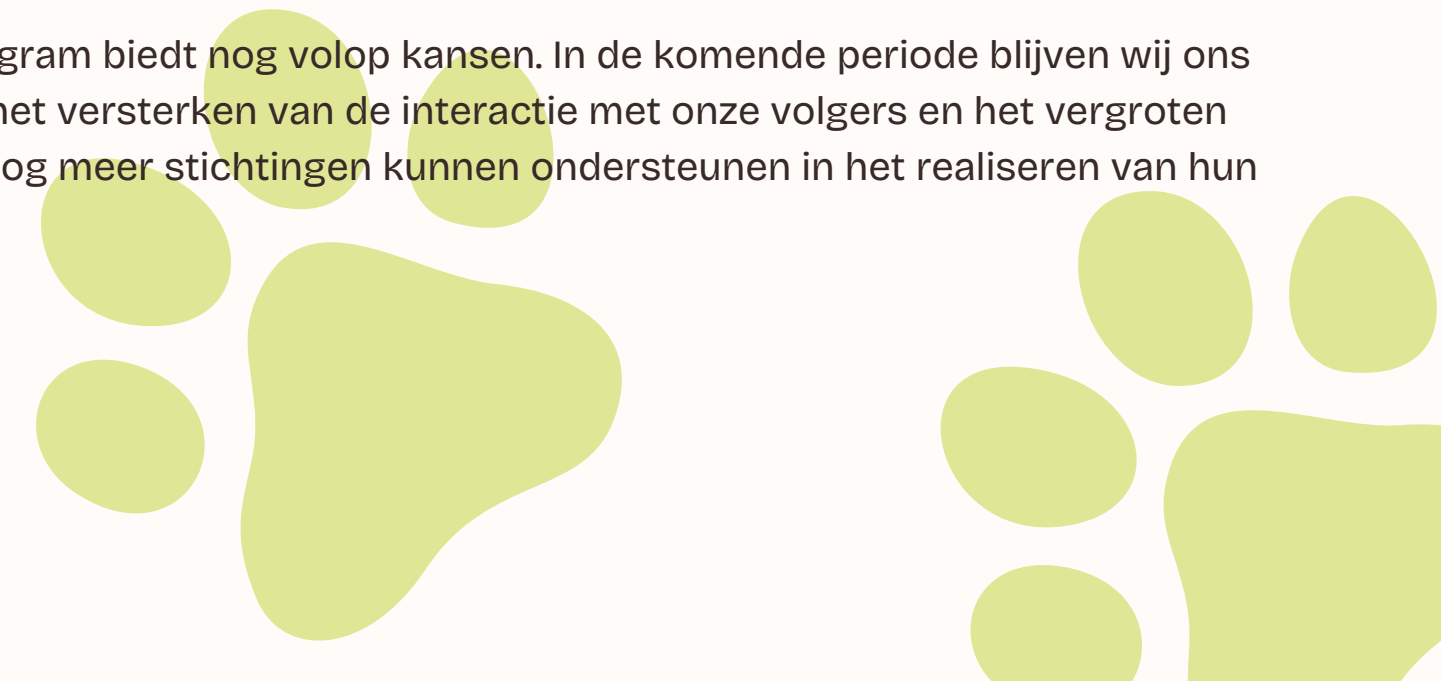 gram biedt nog volop kansen. In de komende periode blijven wij ons
het versterken van de interactie met onze volgers en het vergroten
og meer stichtingen kunnen ondersteunen in het realiseren van hun